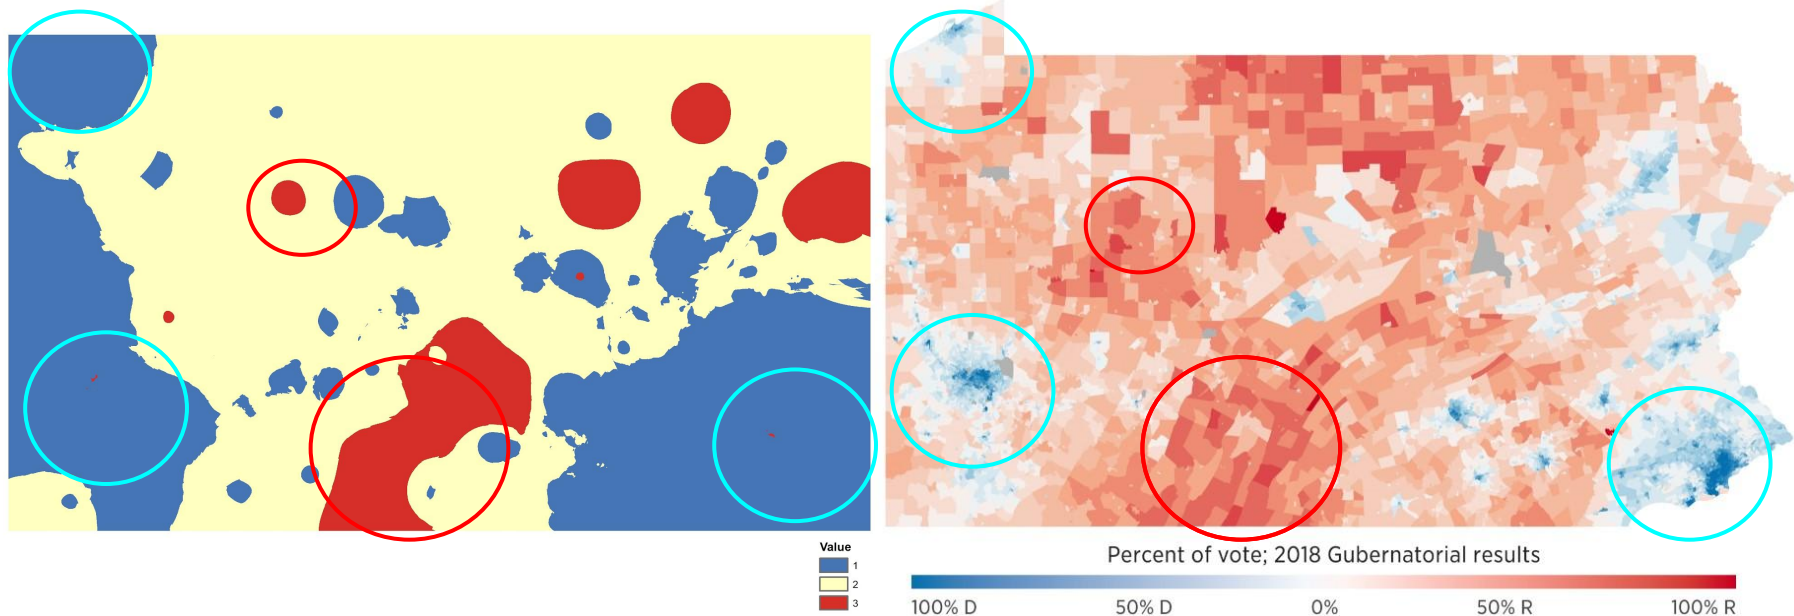 Value
1
2
3
Percent of vote; 2018 Gubernatorial results
100% D 50% D 0% 50% R 100% R